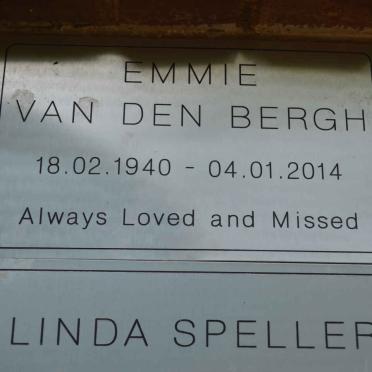 EMMIE
VAN DEN BERGH
18.02.1940 - 04.01.2014
Always Loved and Missed
LINDA SPELLER